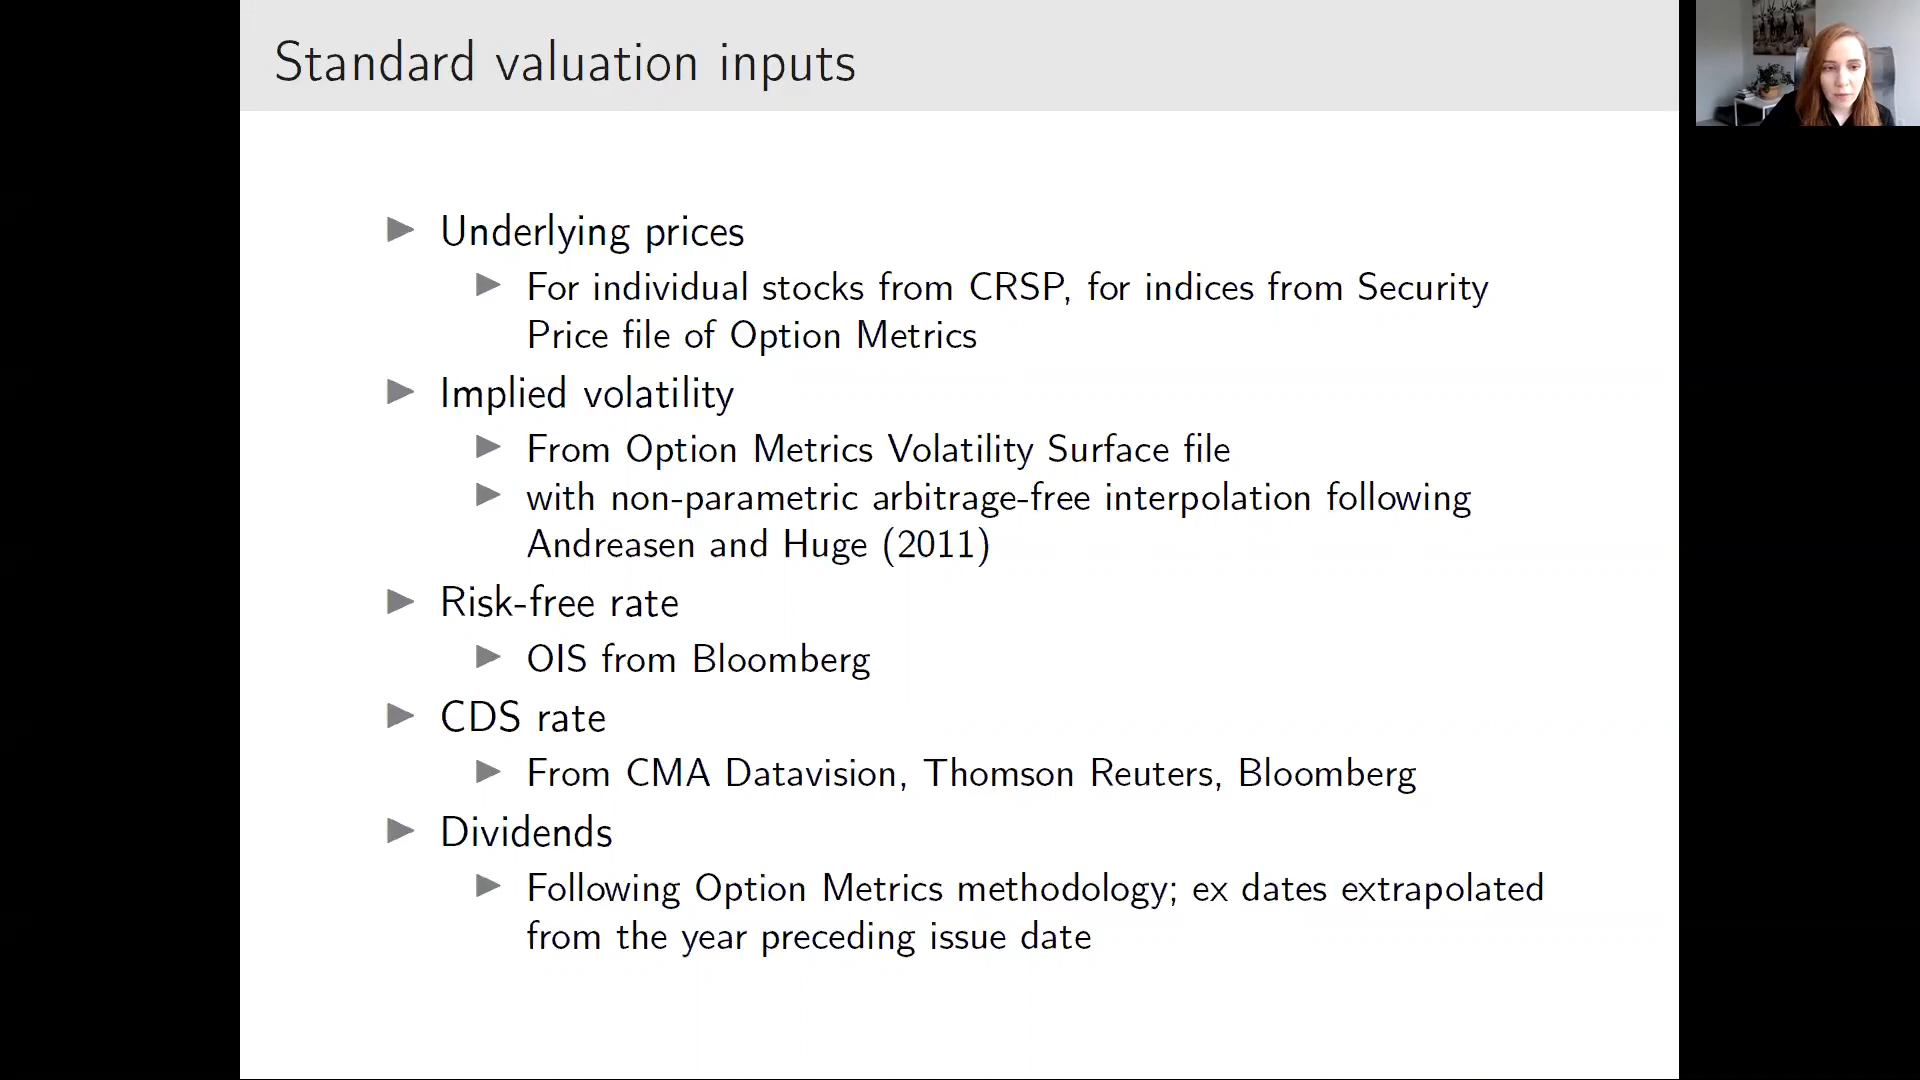 Standard valuation inputs
Underlying prices
For individual stocks from CRSP, for indices from Security
Price file of Option Metrics
Implied volatility
From Option Metrics Volatility Surface file
with non-parametric arbitrage-free interpolation following
Andreasen and Huge (2011)
Risk-free rate
OIS from Bloomberg
CDS rate
From CMA Datavision, Thomson Reuters, Bloomberg
Dividends
Following Option Metrics methodology; ex dates extrapolated
from the year preceding issue date